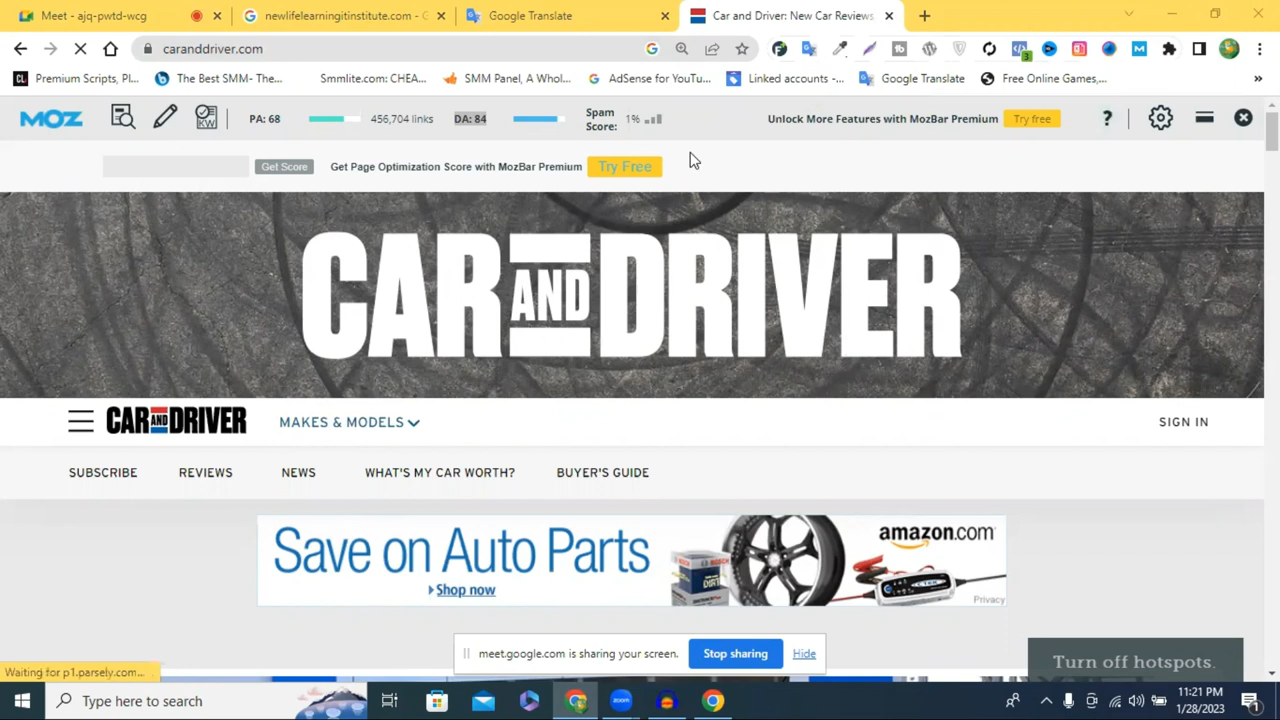 Meet - ajq-pwtd-wcg
newlifelearningitinstitute.com - G
Google Translate
Car and Driver: New Car Reviews
caranddriver.com
Premium Scripts, Pl...
The Best SMM- The...
Smmlite.com: CHEA...
SMM Panel, A Whol...
AdSense for YouTu...
Linked accounts -...
Google Translate
Free Online Games,...
»
MOZ
KW
PA: 68
456,704 links
DA: 84
Spam
Score:
1%
Unlock More Features with MozBar Premium
Try free
?
Get Score
Get Page Optimization Score with MozBar Premium
Try Free
CAR AND DRIVER
CAR AND DRIVER
MAKES & MODELS
SIGN IN
SUBSCRIBE
REVIEWS
NEWS
WHAT'S MY CAR WORTH?
BUYER'S GUIDE
Save on Auto Parts
Shop now
amazon.com
Privacy
meet.google.com is sharing your screen.
Stop sharing
Hide
Turn off hotspots.
Waiting for p1.parsely.com...
Type here to search
zoom
11:21 PM
1/28/2023